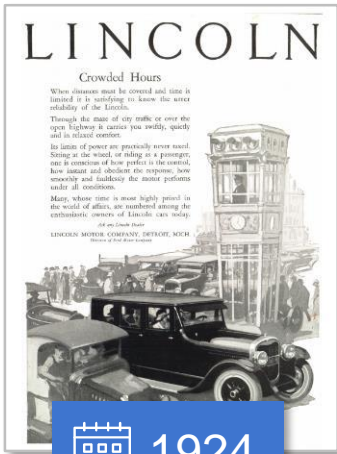 LINCOLN
Crowded Hours
When distances must be covered and time is
limited it is satisfying to know the utter
reliability of the Lincoln.
Through the maze of city traffic or over the
open highway it carries you swiftly, quietly
and in relaxed comfort.
Its limits of power are practically never tested.
Sitting at the wheel, or riding as a passenger,
one is conscious of how perfect is the control,
how instant and obedient the response, how
smoothly and faultlessly the motor performs
under all conditions.
Many, whose time is most highly prized in
the world of affairs, are numbered among the
enthusiastic owners of Lincoln cars today.
Ask any Lincoln Dealer
LINCOLN MOTOR COMPANY, DETROIT, MICH.
Division of Ford Motor Company
1924